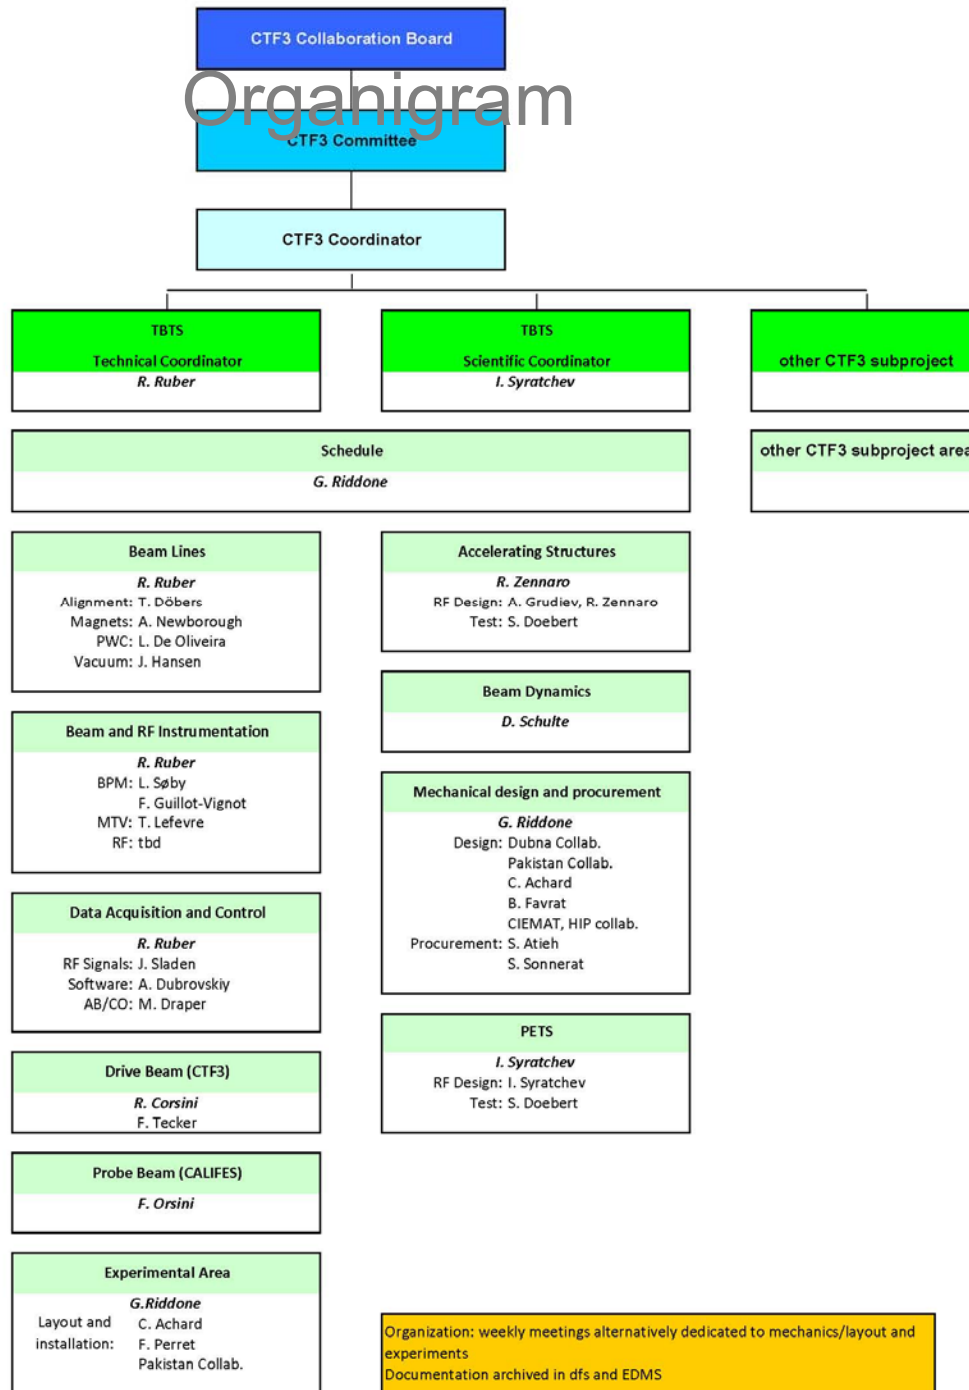 CTF3 Collaboration Board
Organigram
CTF3 Committee
CTF3 Coordinator
TBTS
Technical Coordinator
R. Ruber
TBTS
Scientific Coordinator
I. Syratchev
other CTF3 subproject
Schedule
G. Riddone
other CTF3 subproject area
Beam Lines
R. Ruber
Alignment: T. Döbers
Magnets: A. Newborough
PWC: L. De Oliveira
Vacuum: J. Hansen
Beam and RF Instrumentation
R. Ruber
BPM: L. Søby
F. Guillot-Vignot
MTV: T. Lefevre
RF: tbd
Data Acquisition and Control
R. Ruber
RF Signals: J. Sladen
Software: A. Dubrovskiy
AB/CO: M. Draper
Drive Beam (CTF3)
R. Corsini
F. Tecker
Probe Beam (CALIFES)
F. Orsini
Experimental Area
G.Riddone
Layout and C. Achard
installation: F. Perret
Pakistan Collab.
Accelerating Structures
R. Zennaro
RF Design: A. Grudiev, R. Zennaro
Test: S. Doebert
Beam Dynamics
D. Schulte
Mechanical design and procurement
G. Riddone
Design: Dubna Collab.
Pakistan Collab.
C. Achard
B. Favrat
CIEMAT, HIP collab.
Procurement: S. Atieh
S. Sonnerat
PETS
I. Syratchev
RF Design: I. Syratchev
Test: S. Doebert
Organization: weekly meetings alternatively dedicated to mechanics/layout and
experiments
Documentation archived in dfs and EDMS